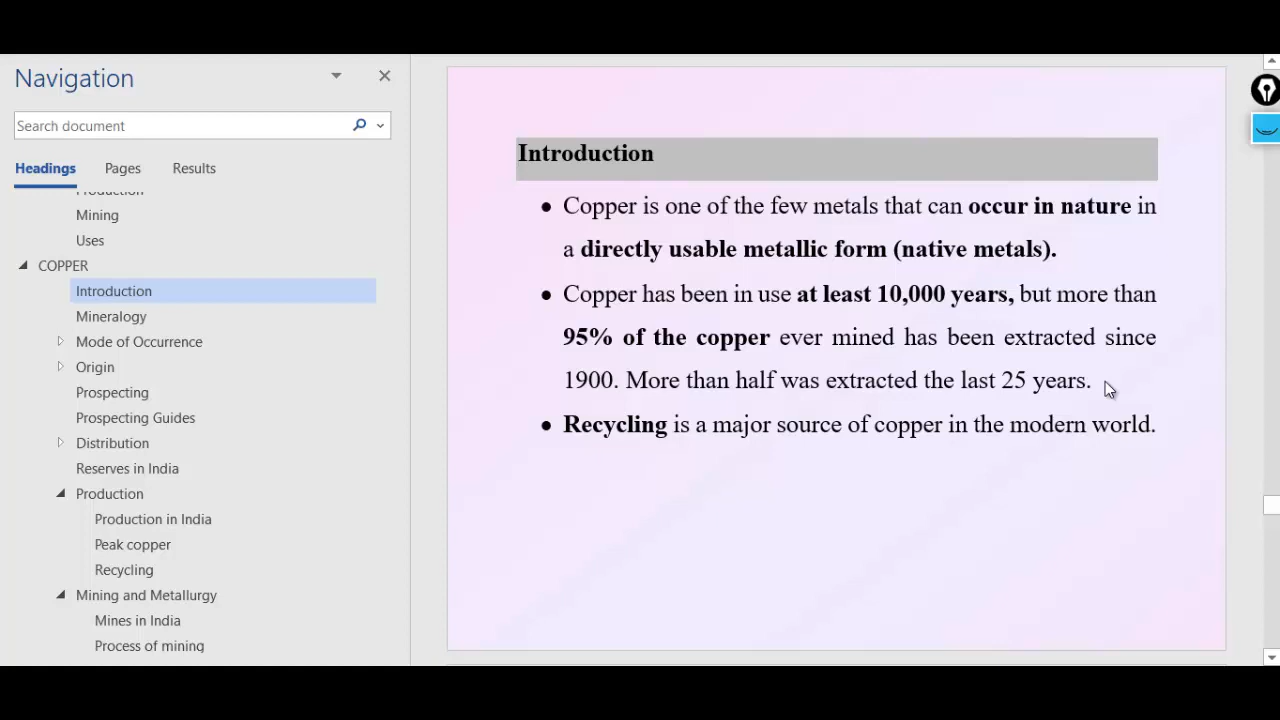 Navigation
Search document
Headings Pages Results
Production
Mining
Uses
COPPER
Introduction
Mineralogy
Mode of Occurrence
Origin
Prospecting
Prospecting Guides
Distribution
Reserves in India
Production
Production in India
Peak copper
Recycling
Mining and Metallurgy
Mines in India
Process of mining
Introduction
• Copper is one of the few metals that can occur in nature in
a directly usable metallic form (native metals).
• Copper has been in use at least 10,000 years, but more than
95% of the copper ever mined has been extracted since
1900. More than half was extracted the last 25 years.
• Recycling is a major source of copper in the modern world.